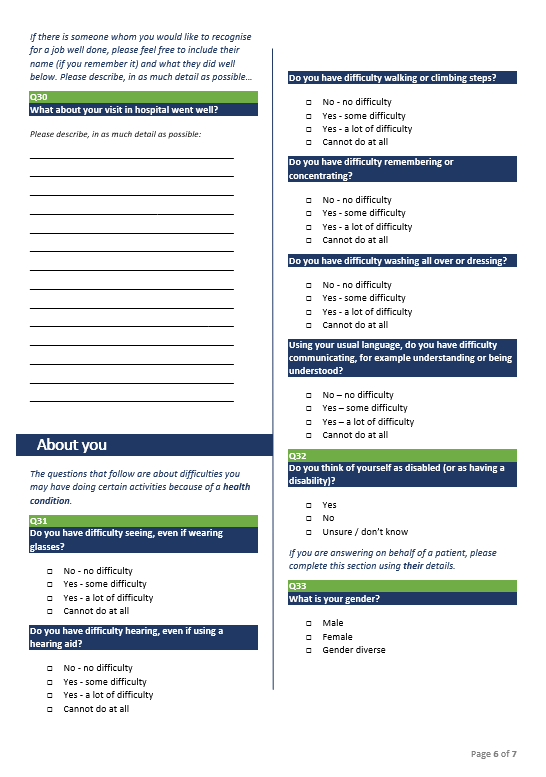 If there is someone whom you would like to recognise
for a job well done, please feel free to include their
name (if you remember it) and what they did well
below. Please describe, in as much detail as possible...
Q30
What about your visit in hospital went well?
Please describe, in as much detail as possible:
About you
The questions that follow are about difficulties you
may have doing certain activities because of a health
condition.
Q31
Do you have difficulty seeing, even if wearing
glasses?
No - no difficulty
Yes - some difficulty
Yes - a lot of difficulty
Cannot do at all
Do you have difficulty hearing, even if using a
hearing aid?
No - no difficulty
Yes - some difficulty
Yes - a lot of difficulty
Cannot do at all
Do you have difficulty walking or climbing steps?
No - no difficulty
Yes - some difficulty
Yes - a lot of difficulty
Cannot do at all
Do you have difficulty remembering or
concentrating?
No - no difficulty
Yes - some difficulty
Yes - a lot of difficulty
Cannot do at all
Do you have difficulty washing all over or dressing?
No - no difficulty
Yes - some difficulty
Yes - a lot of difficulty
Cannot do at all
Using your usual language, do you have difficulty
communicating, for example understanding or being
understood?
No – no difficulty
Yes – some difficulty
Yes – a lot of difficulty
Cannot do at all
Q32
Do you think of yourself as disabled (or as having a
disability)?
Yes
No
Unsure / don't know
If you are answering on behalf of a patient, please
complete this section using their details.
Q33
What is your gender?
Male
Female
Gender diverse
Page 6 of 7